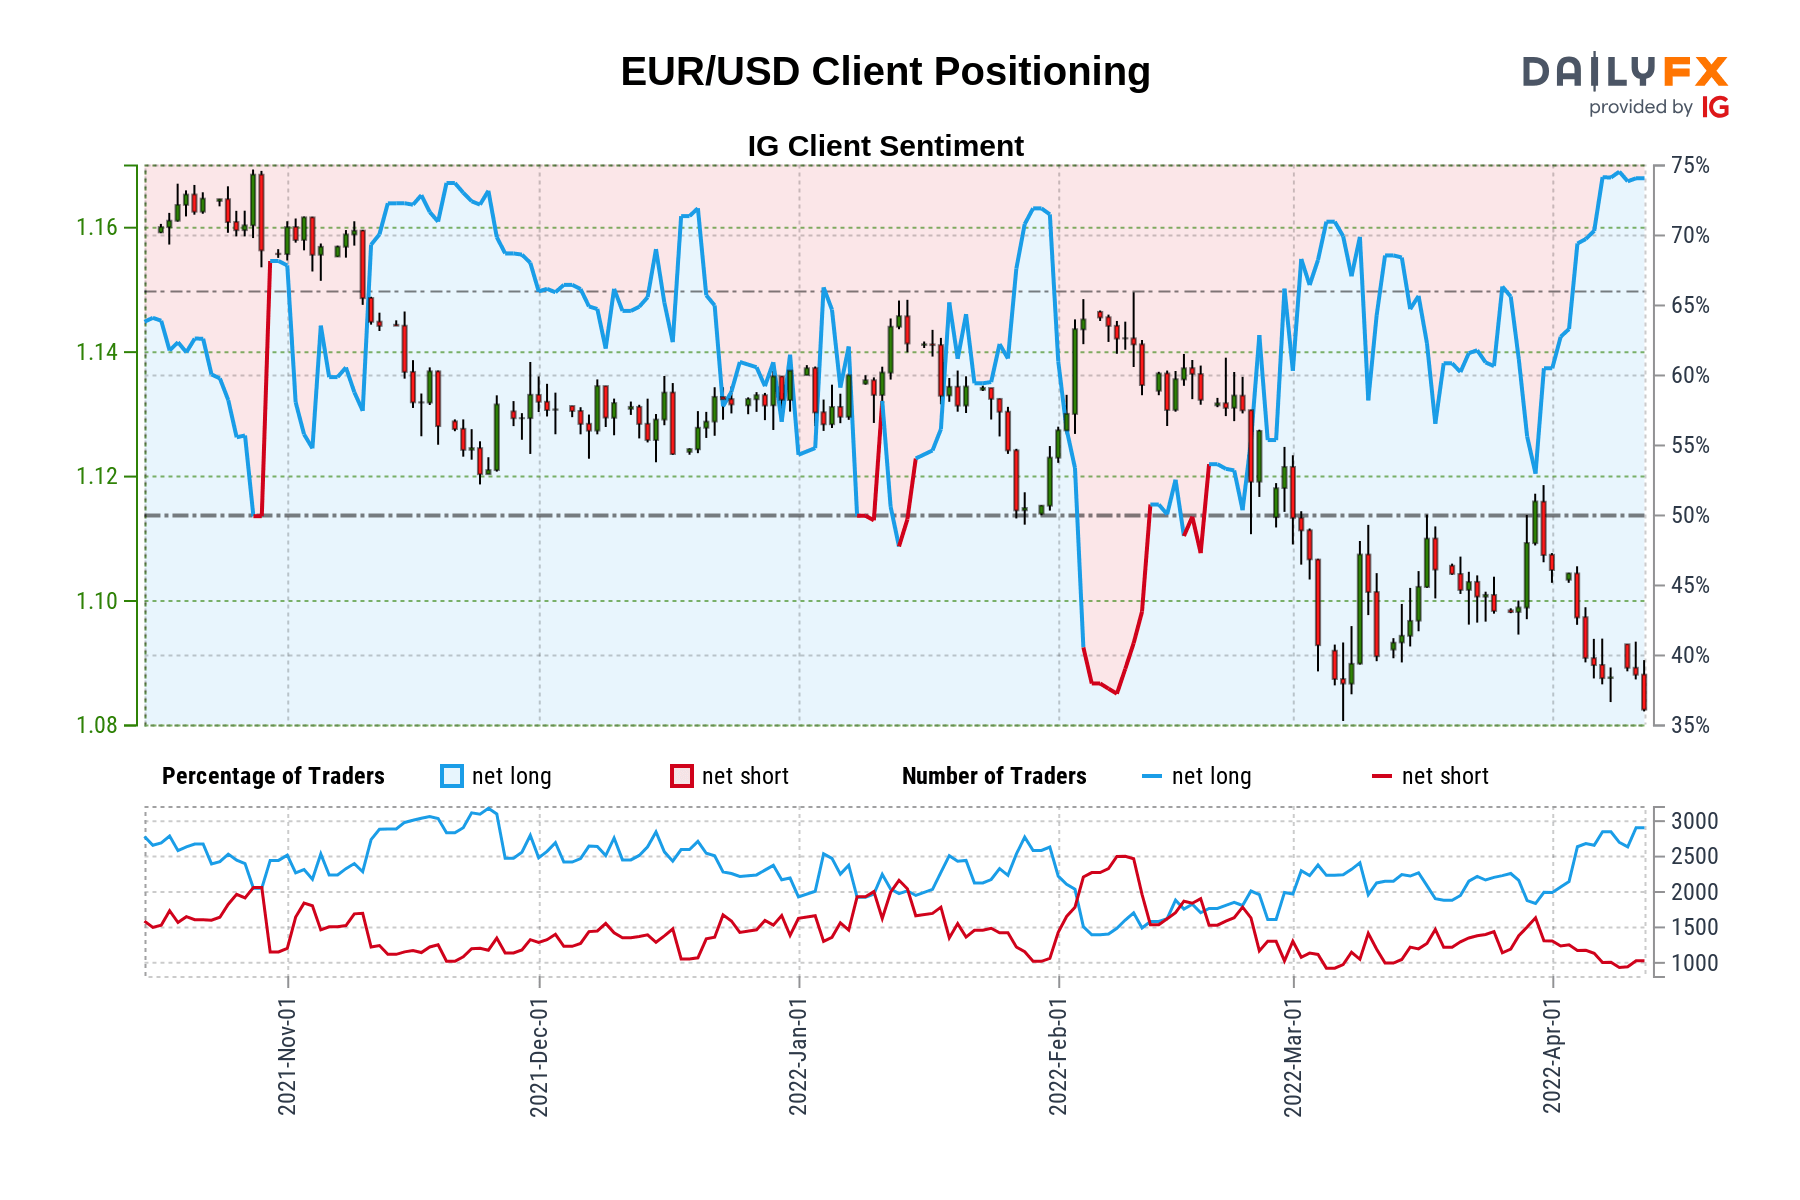 EUR/USD Client Positioning
DAILYFX
provided by IG
IG Client Sentiment
1.16
1.14
1.12
1.10
1.08
75%
70%
65%
60%
55%
50%
45%
40%
35%
Percentage of Traders net long net short Number of Traders net long net short
3000
2500
2000
1500
1000
2021-Nov-01
2021-Dec-01
2022-Jan-01
2022-Feb-01
2022-Mar-01
2022-Apr-01